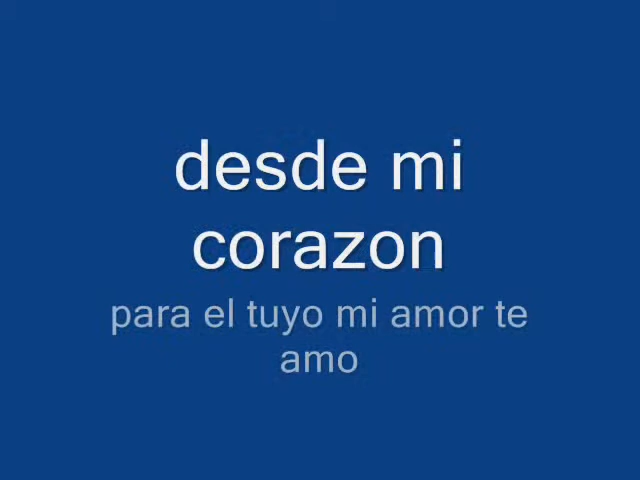 desde mi
corazon
para el tuyo mi amor te
amo